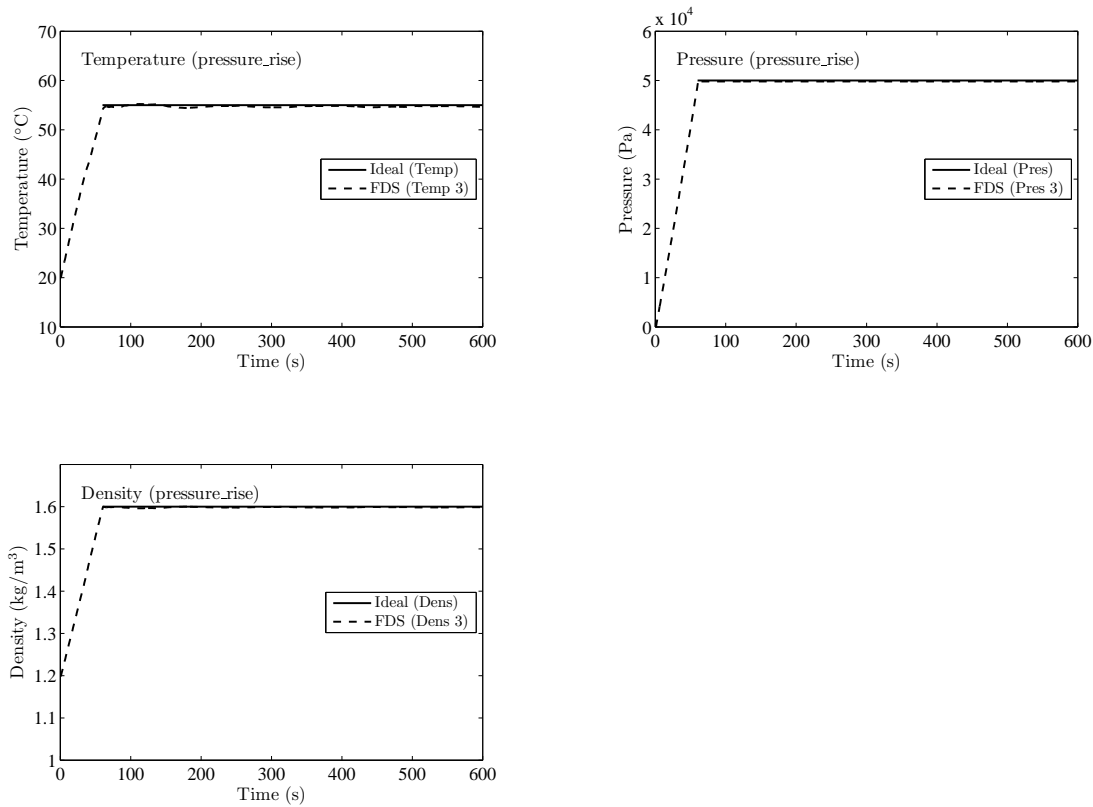 70
60
50
40
30
20
10
Temperature (°C)
Temperature (pressure_rise)
Ideal (Temp)
FDS (Temp 3)
0 100 200 300 400 500 600
Time (s)
x 10⁴
6
5
4
3
2
1
0
Pressure (Pa)
Pressure (pressure_rise)
Ideal (Pres)
FDS (Pres 3)
0 100 200 300 400 500 600
Time (s)
1.6
1.5
1.4
1.3
1.2
1.1
1
Density (kg/m³)
Density (pressure_rise)
Ideal (Dens)
FDS (Dens 3)
0 100 200 300 400 500 600
Time (s)